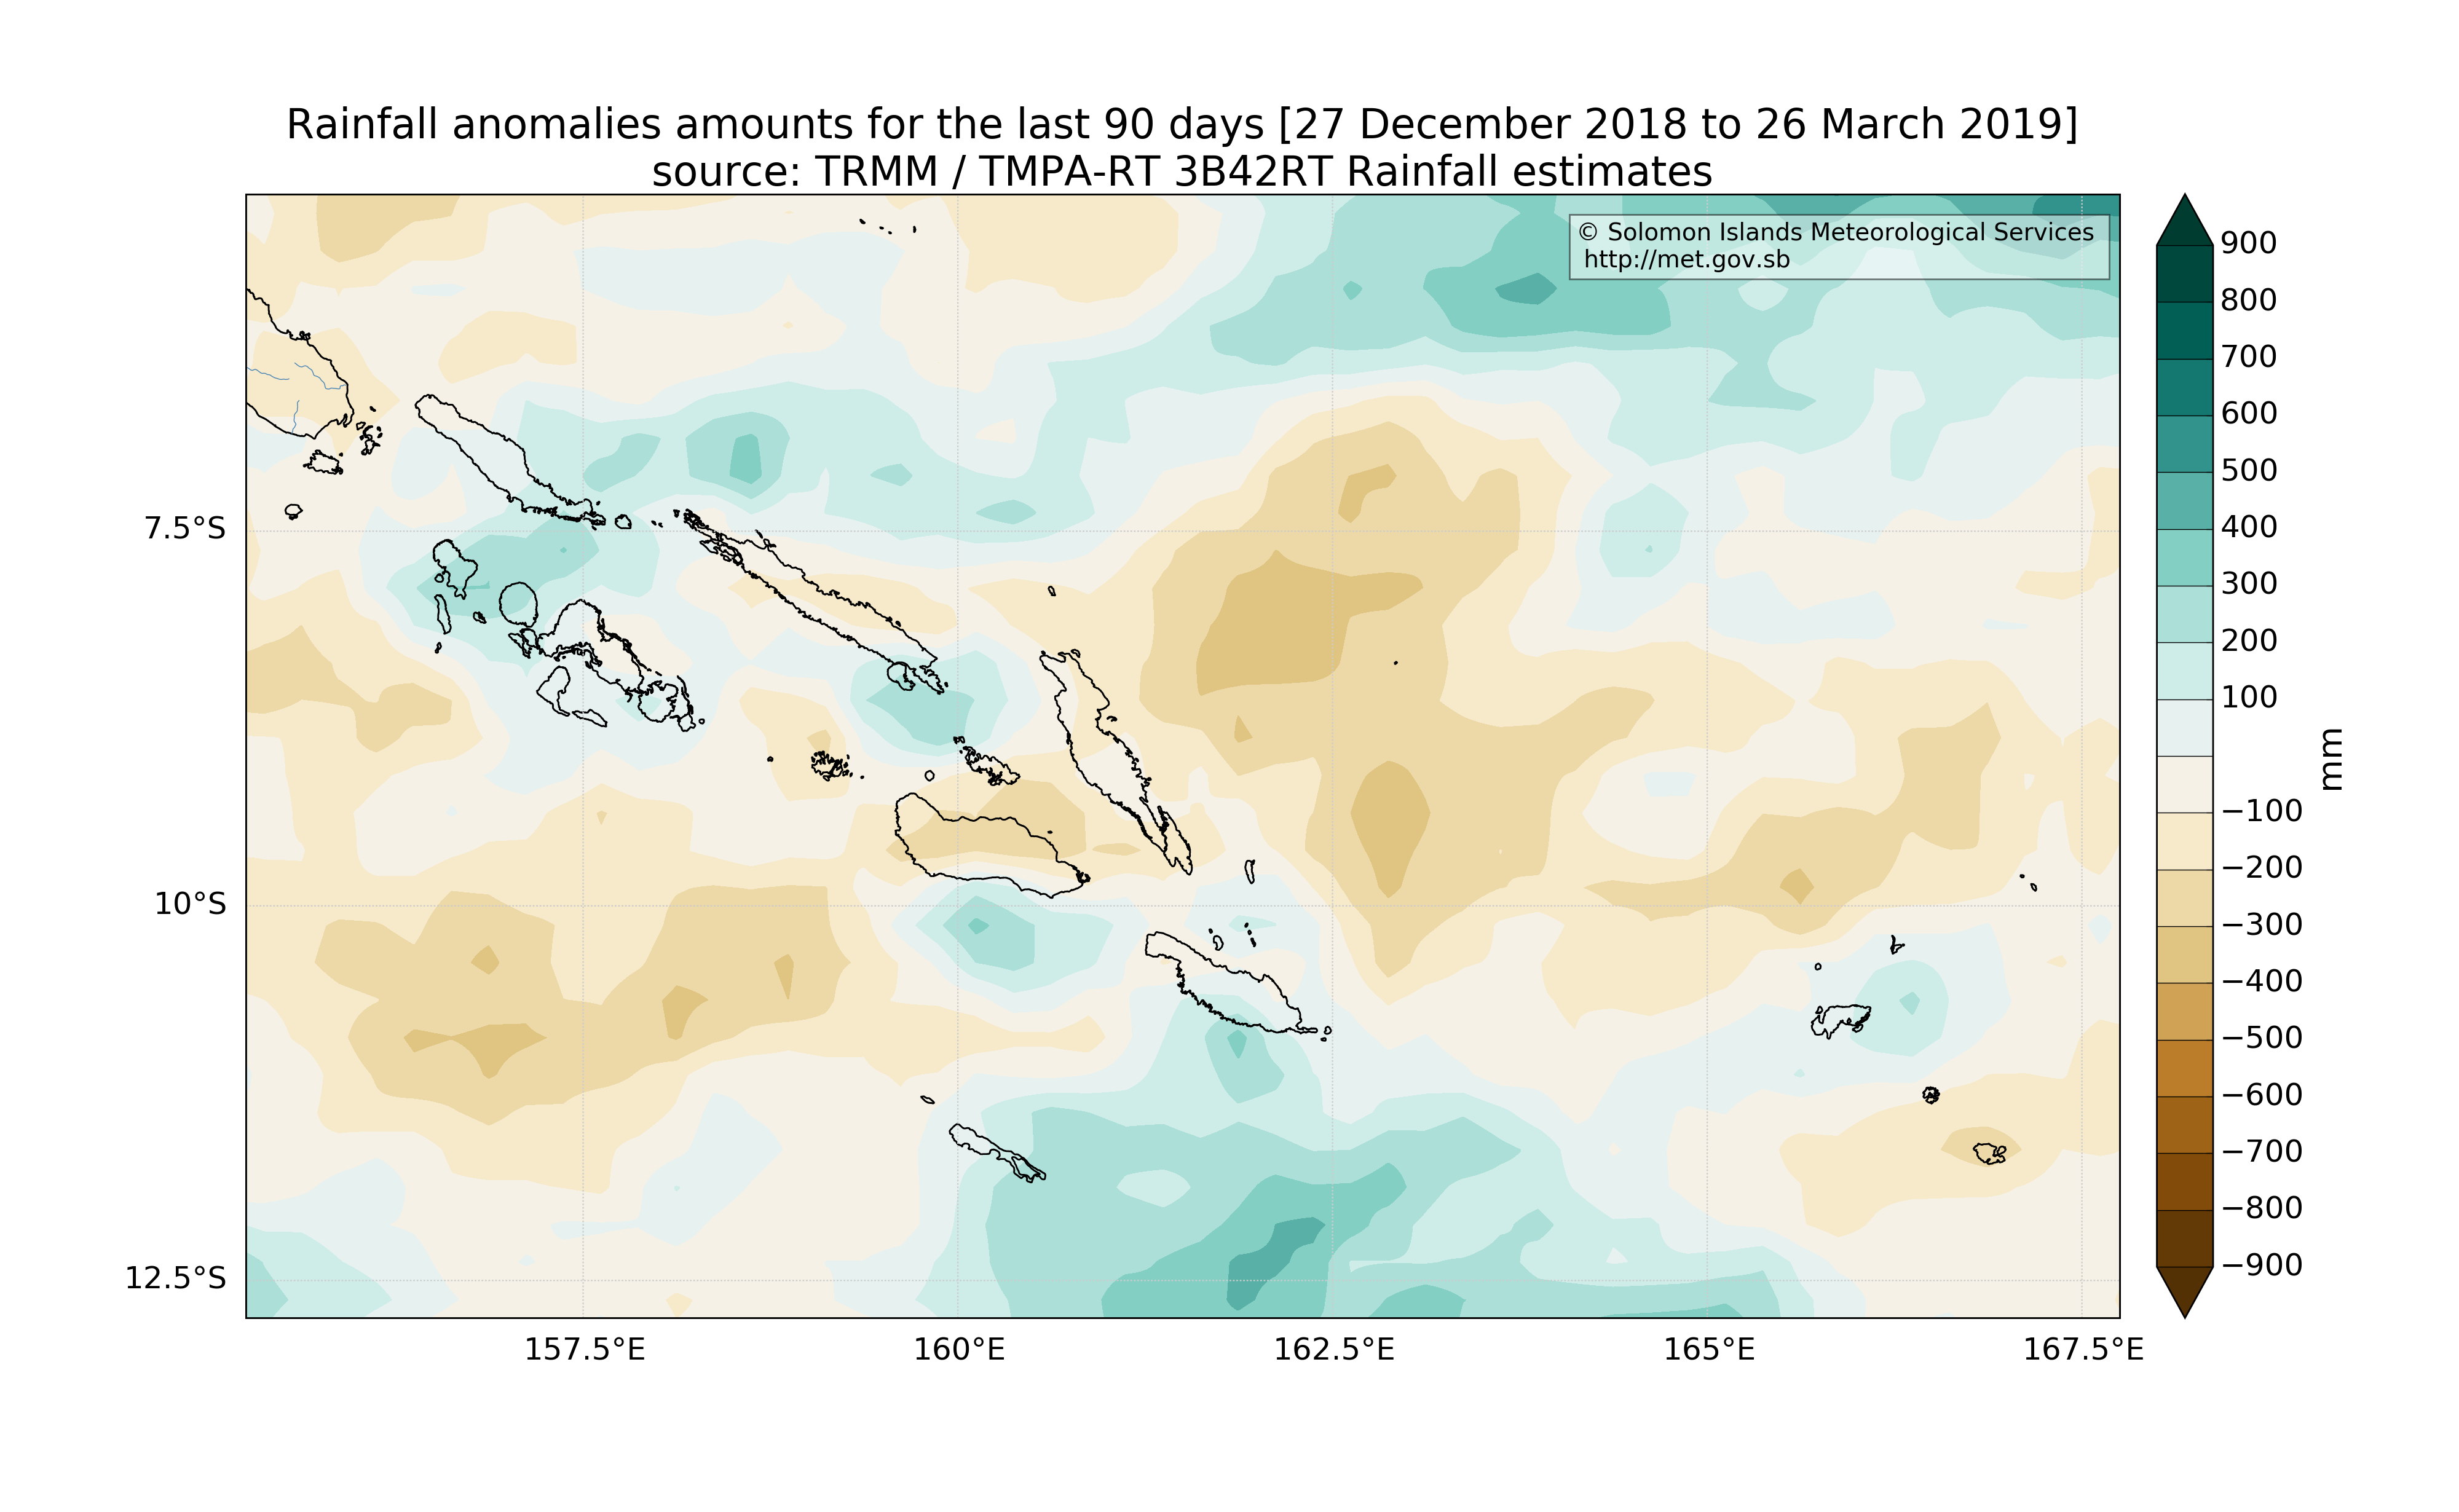 Rainfall anomalies amounts for the last 90 days [27 December 2018 to 26 March 2019]
source: TRMM / TMPA-RT 3B42RT Rainfall estimates
© Solomon Islands Meteorological Services
http://met.gov.sb
7.5°S
10°S
12.5°S
157.5°E
160°E
162.5°E
165°E
167.5°E
900
800
700
600
500
400
300
200
100
−100
−200
−300
−400
−500
−600
−700
−800
−900
mm